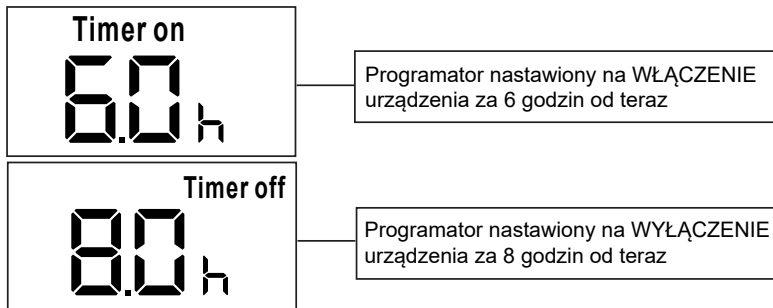 Timer on
6.0 h
Programator nastawiony na WŁĄCZENIE
urządzenia za 6 godzin od teraz
Timer off
8.0 h
Programator nastawiony na WYŁĄCZENIE
urządzenia za 8 godzin od teraz